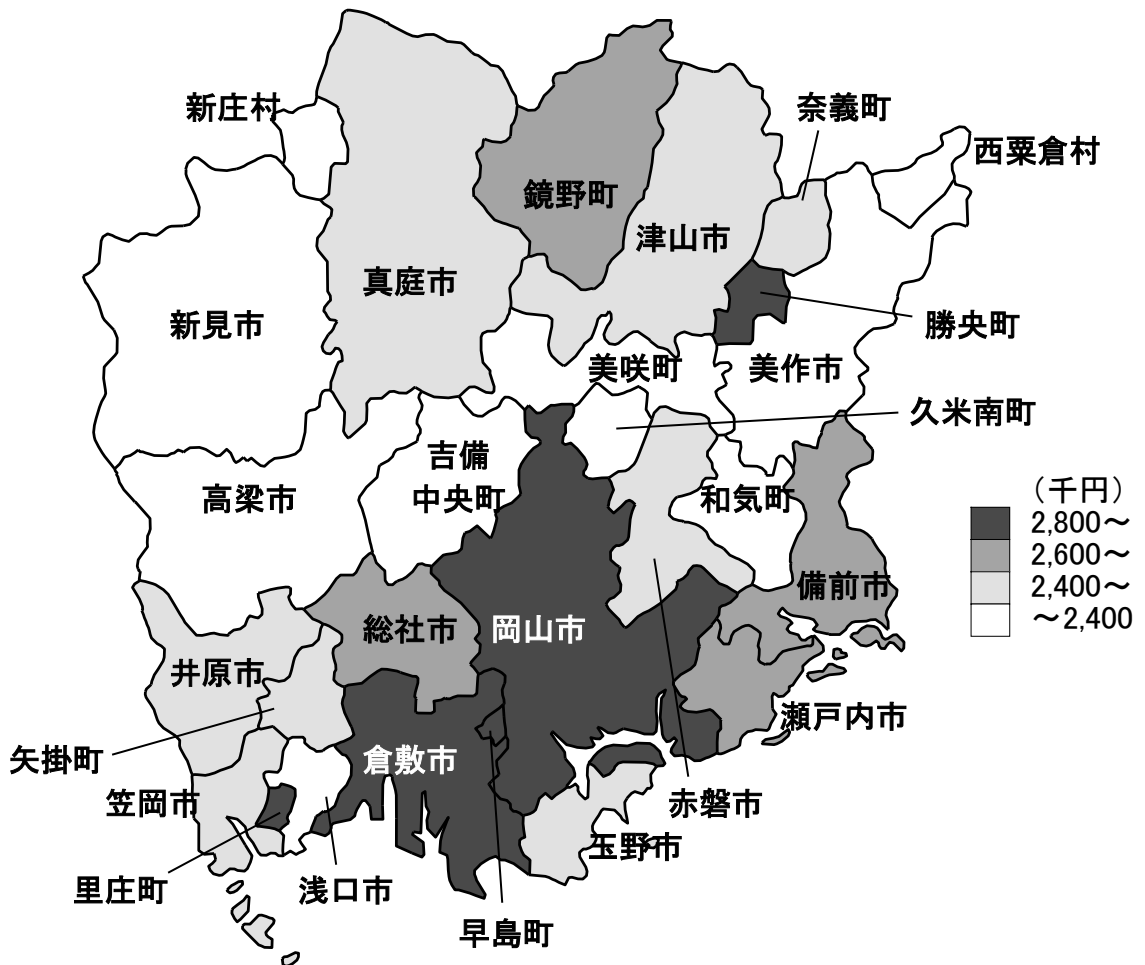 新庄村
奈義町
西粟倉村
鏡野町
津山市
真庭市
新見市
勝央町
美咲町
美作市
久米南町
吉備
中央町
高梁市
和気町
（千円）
2,800～
2,600～
2,400～
～2,400
備前市
総社市
岡山市
井原市
瀬戸内市
矢掛町
倉敷市
笠岡市
赤磐市
玉野市
里庄町
浅口市
早島町